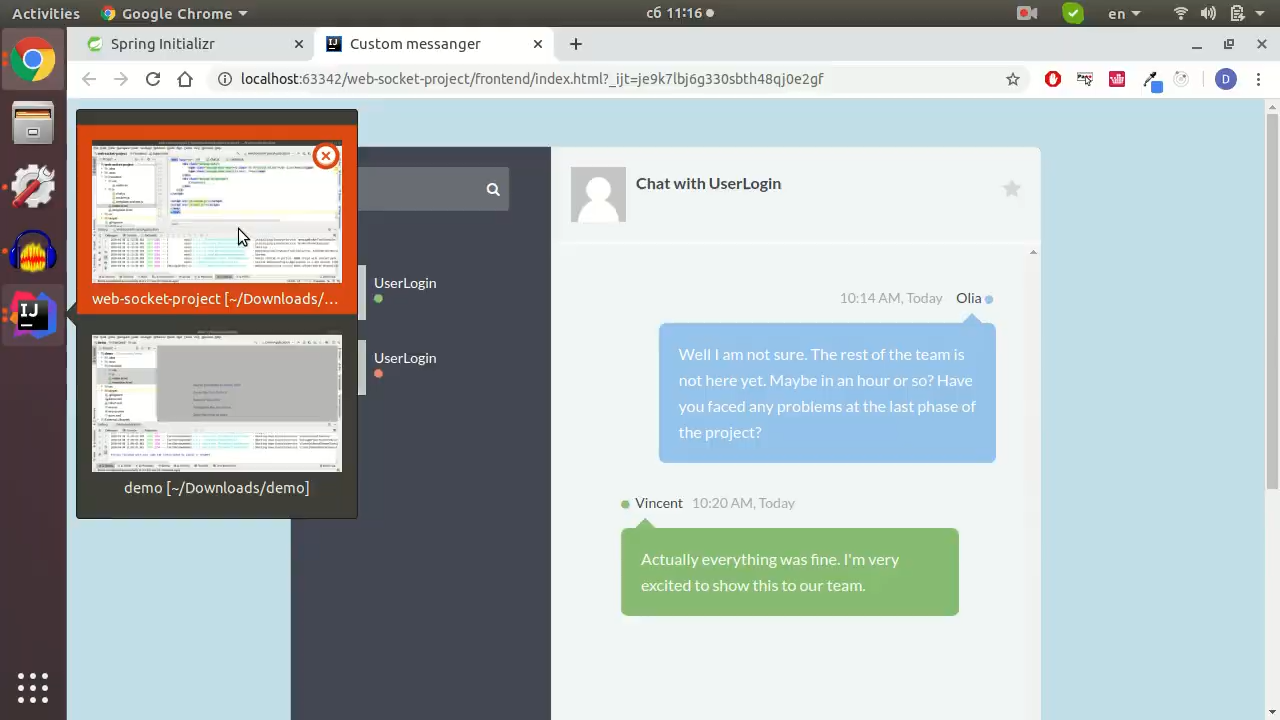 Activities
Google Chrome
сб 11:16
en
Spring Initializr
Custom messanger
localhost:63342/web-socket-project/frontend/index.html?_ijt=je9k7lbj6g330sbth48qj0e2gf
D
Chat with UserLogin
web-socket-project [~/Downloads/...
UserLogin
UserLogin
demo [~/Downloads/demo]
10:14 AM, Today Olia
Well I am not sure. The rest of the team is
not here yet. Maybe in an hour or so? Have
you faced any problems at the last phase of
the project?
Vincent 10:20 AM, Today
Actually everything was fine. I'm very
excited to show this to our team.
IJ